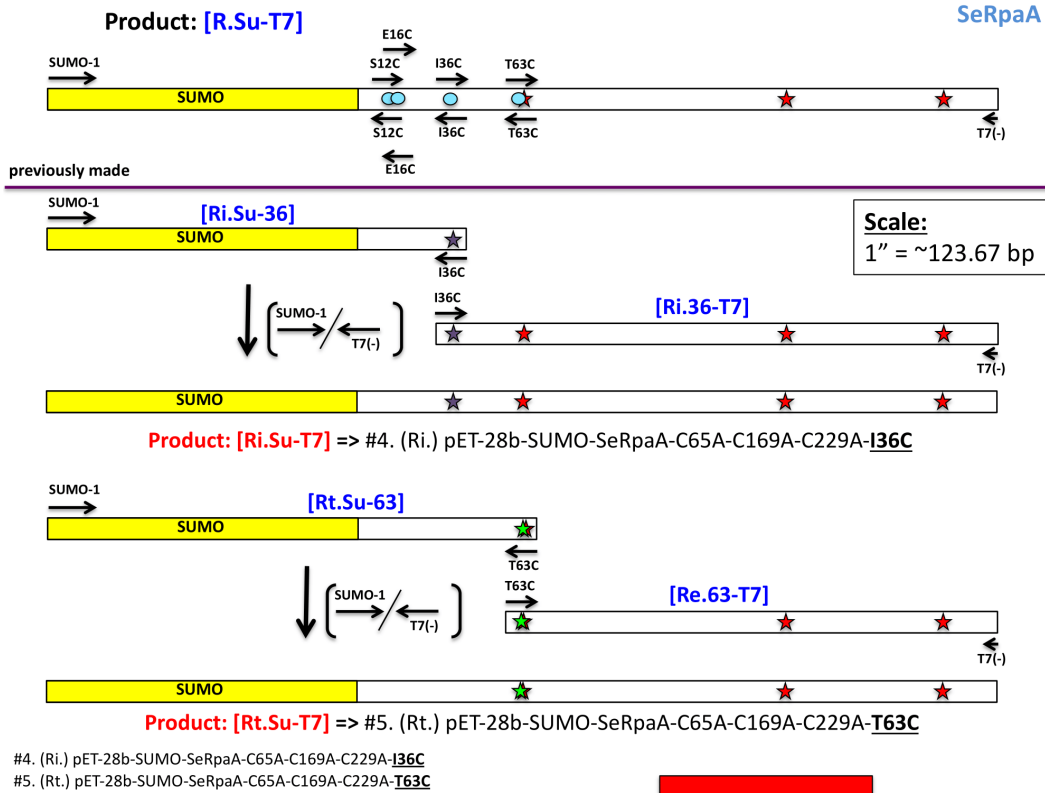 SeRpaA
Product: [R.Su-T7]
E16C
SUMO-1
S12C
I36C
T63C
SUMO
S12C
I36C
T63C
T7(-)
E16C
previously made
SUMO-1
[Ri.Su-36]
SUMO
I36C
Scale:
1” = ~123.67 bp
I36C
[Ri.36-T7]
SUMO-1
T7(-)
T7(-)
SUMO
Product: [Ri.Su-T7] => #4. (Ri.) pET-28b-SUMO-SeRpaA-C65A-C169A-C229A-I36C
SUMO-1
[Rt.Su-63]
SUMO
T63C
T63C
[Re.63-T7]
SUMO-1
T7(-)
T7(-)
SUMO
Product: [Rt.Su-T7] => #5. (Rt.) pET-28b-SUMO-SeRpaA-C65A-C169A-C229A-T63C
#4. (Ri.) pET-28b-SUMO-SeRpaA-C65A-C169A-C229A-I36C
#5. (Rt.) pET-28b-SUMO-SeRpaA-C65A-C169A-C229A-T63C